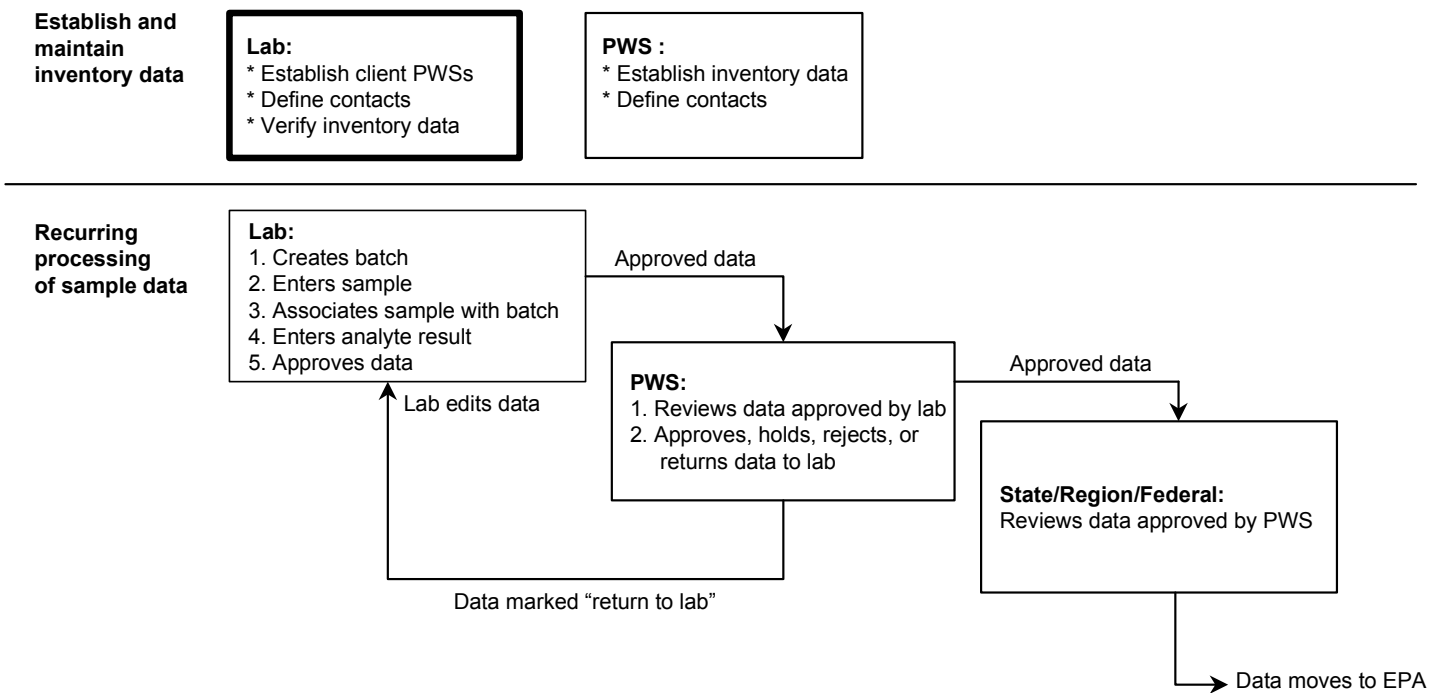 Establish and
maintain
inventory data
Lab:
* Establish client PWSs
* Define contacts
* Verify inventory data
PWS :
* Establish inventory data
* Define contacts
Recurring
processing
of sample data
Lab:
1. Creates batch
2. Enters sample
3. Associates sample with batch
4. Enters analyte result
5. Approves data
Approved data
Lab edits data
PWS:
1. Reviews data approved by lab
2. Approves, holds, rejects, or
returns data to lab
Approved data
State/Region/Federal:
Reviews data approved by PWS
Data marked “return to lab”
Data moves to EPA